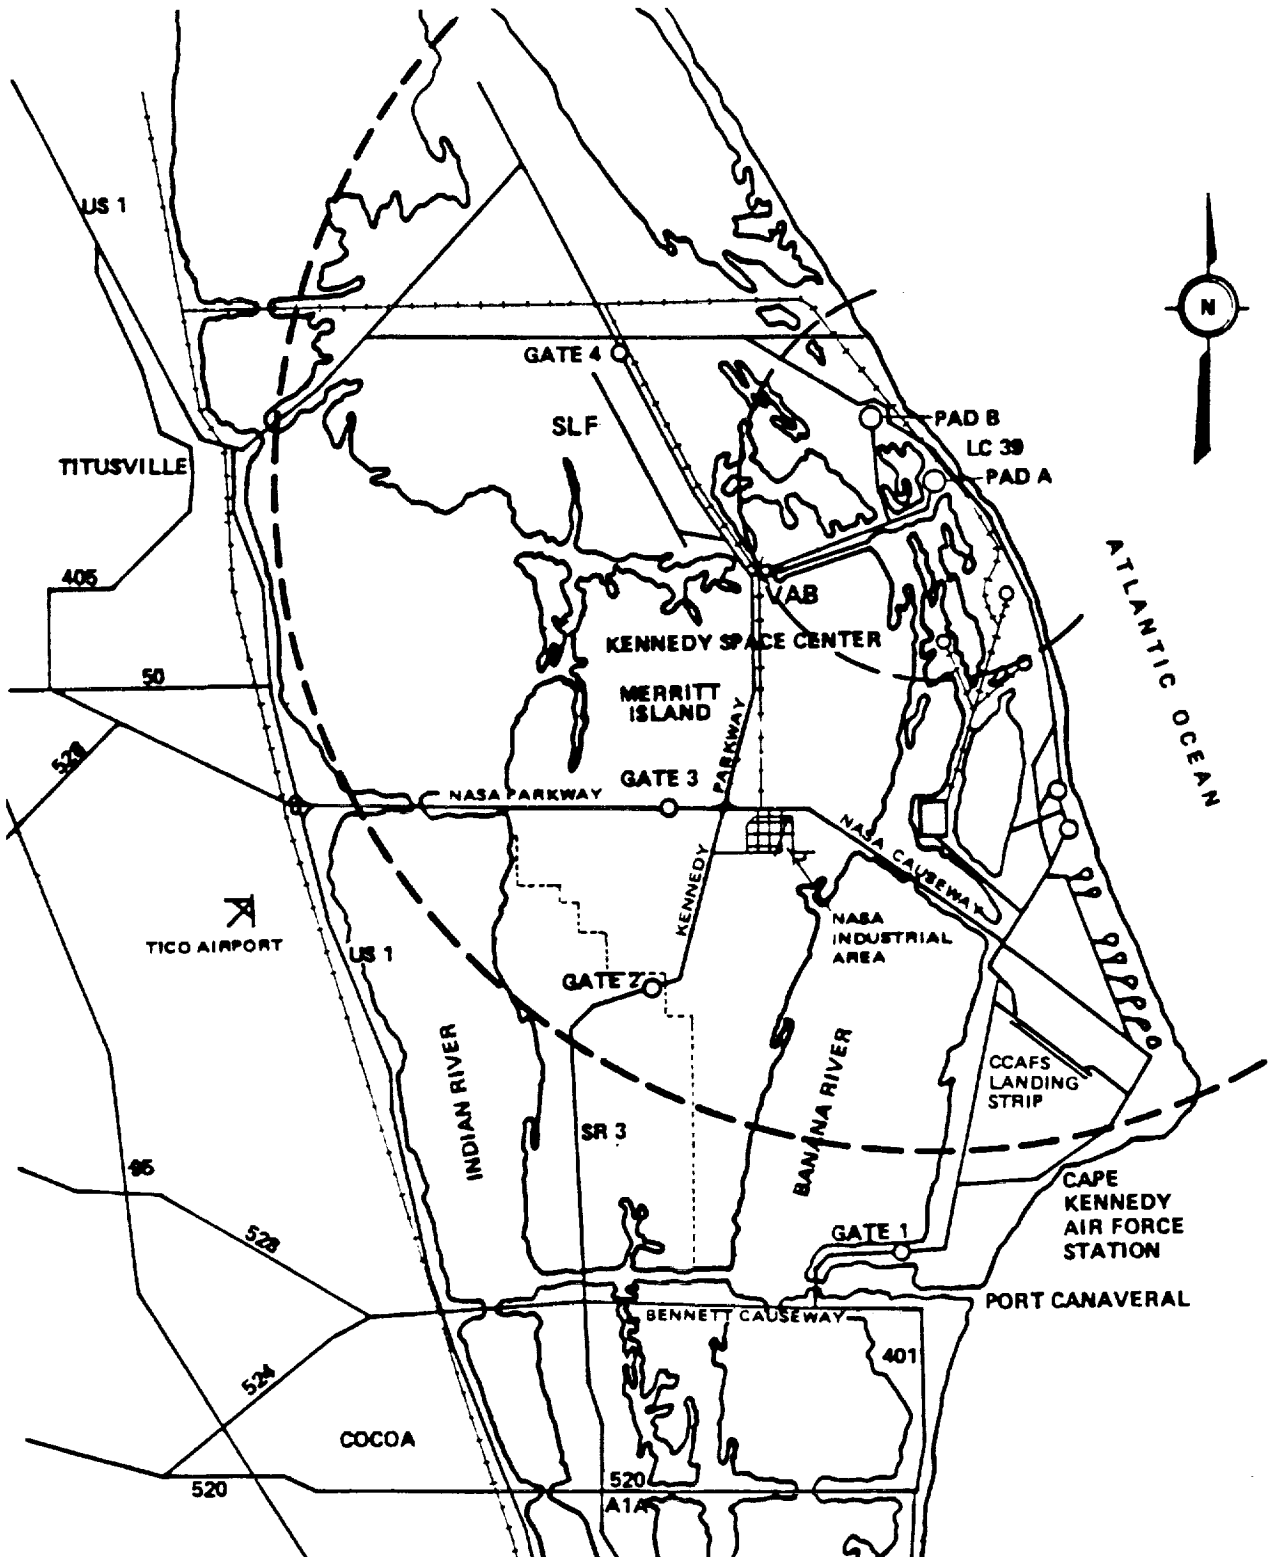 US 1
N
GATE 4
SLF
PAD B
LC 39
PAD A
TITUSVILLE
ATLANTIC OCEAN
405
VAB
KENNEDY SPACE CENTER
50
MERRITT
ISLAND
PARKWAY
GATE 3
NASA PARKWAY
NASA CAUSEWAY
KENNEDY
TICO AIRPORT
US 1
NASA
INDUSTRIAL
AREA
GATE 2
INDIAN RIVER
BANANA RIVER
CCAFS
LANDING
STRIP
SR 3
95
CAPE
KENNEDY
AIR FORCE
STATION
528
GATE 1
PORT CANAVERAL
BENNETT CAUSEWAY
401
524
COCOA
520
520
A1A